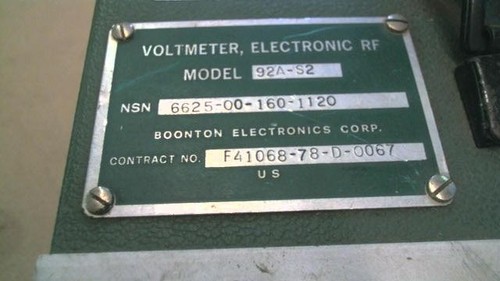 VOLTMETER, ELECTRONIC RF
MODEL 92A-S2
NSN 6625-00-160-1120
BOONTON ELECTRONICS CORP.
CONTRACT NO. F41068-78-D-0067
US